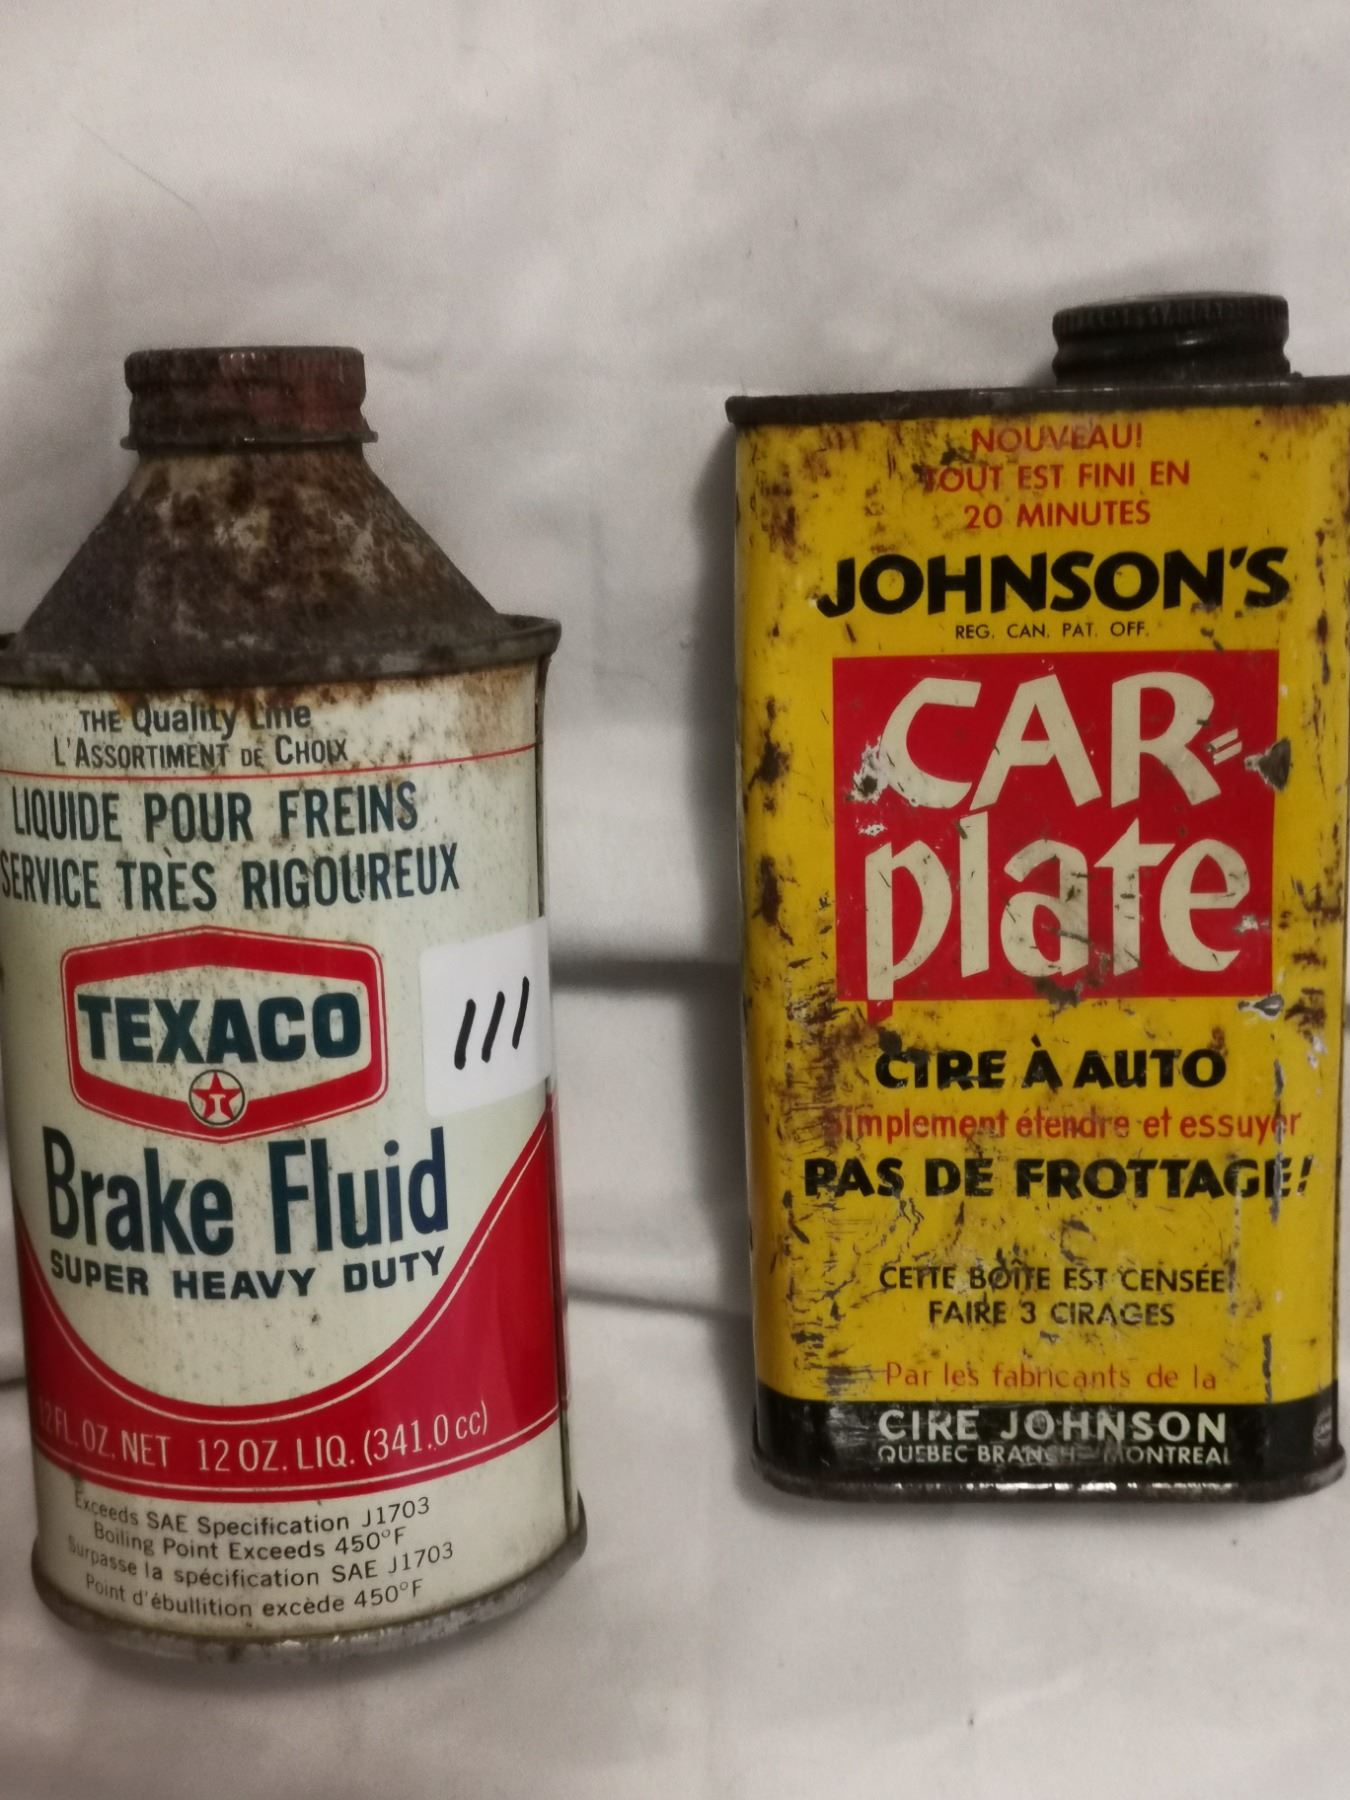 THE Quality Line
L'ASSORTIMENT DE CHOIX
LIQUIDE POUR FREINS
SERVICE TRÈS RIGOUREUX
TEXACO
T
111
Brake Fluid
SUPER HEAVY DUTY
12 FL. OZ. NET 12 OZ. LIQ. (341.0 cc)
Exceeds SAE Specification J1703
Boiling Point Exceeds 450°F
Surpasse la spécification SAE J1703
Point d'ébullition excède 450°F
NOUVEAU!
TOUT EST FINI EN
20 MINUTES
JOHNSON'S
REG. CAN. PAT. OFF.
CAR-
plate
CIRE À AUTO
Simplement étendre et essuyer
PAS DE FROTTAGE!
CETTE BOÎTE EST CENSÉE
FAIRE 3 CIRAGES
Par les fabricants de la
CIRE JOHNSON
QUEBEC BRANCH—MONTREAL